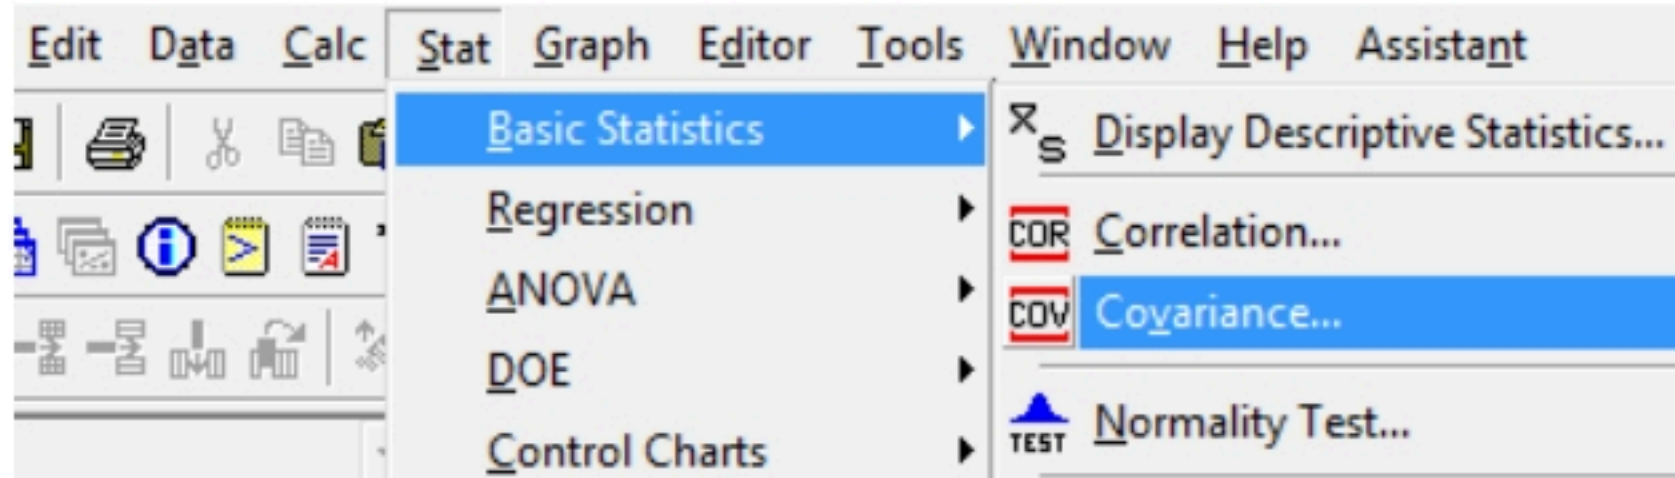 Edit Data Calc Stat Graph Editor Tools Window Help Assistant
Basic Statistics
Regression
ANOVA
DOE
Control Charts
x̄ s Display Descriptive Statistics...
COR Correlation...
COV Covariance...
TEST Normality Test...